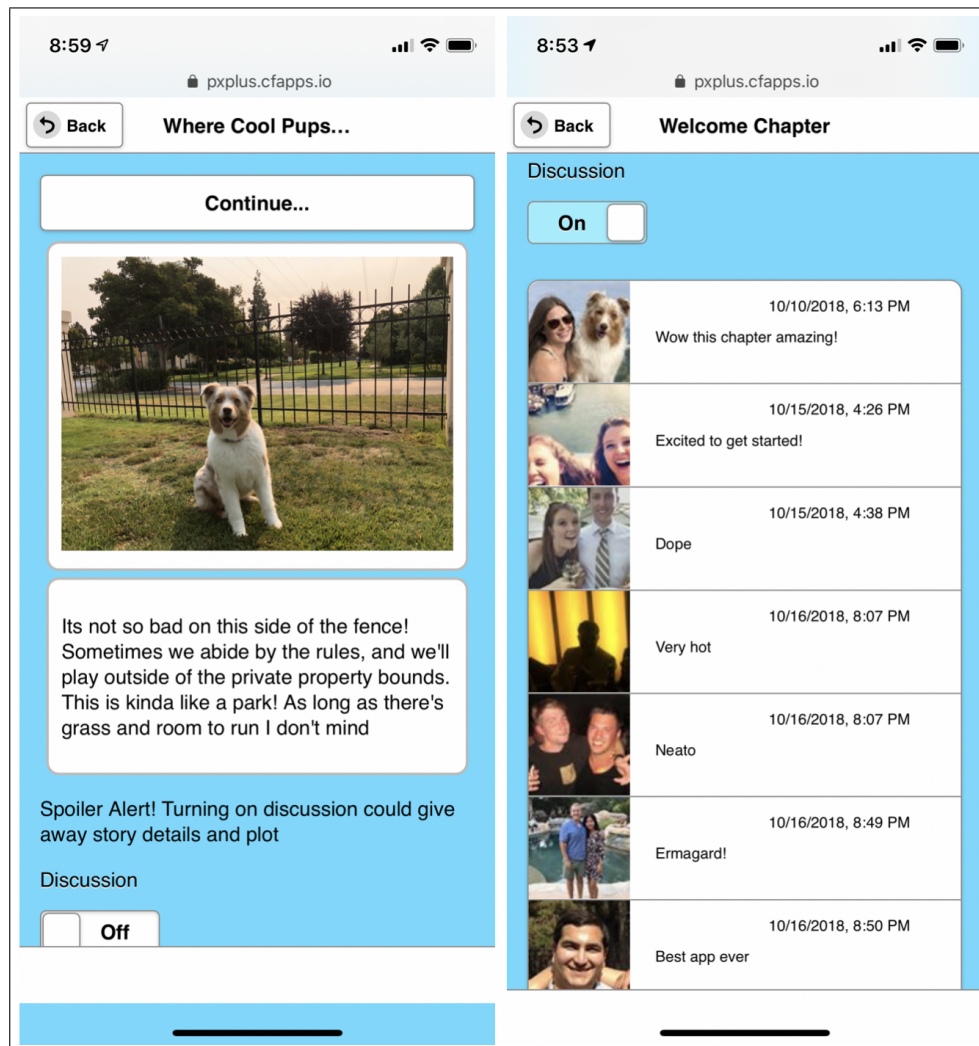 8:59
pxplus.cfapps.io
Back
Where Cool Pups...
Continue...
Its not so bad on this side of the fence!
Sometimes we abide by the rules, and we'll
play outside of the private property bounds.
This is kinda like a park! As long as there's
grass and room to run I don't mind
Spoiler Alert! Turning on discussion could give
away story details and plot
Discussion
Off
8:53
pxplus.cfapps.io
Back
Welcome Chapter
Discussion
On
10/10/2018, 6:13 PM
Wow this chapter amazing!
10/15/2018, 4:26 PM
Excited to get started!
10/15/2018, 4:38 PM
Dope
10/16/2018, 8:07 PM
Very hot
10/16/2018, 8:07 PM
Neato
10/16/2018, 8:49 PM
Ermagard!
10/16/2018, 8:50 PM
Best app ever